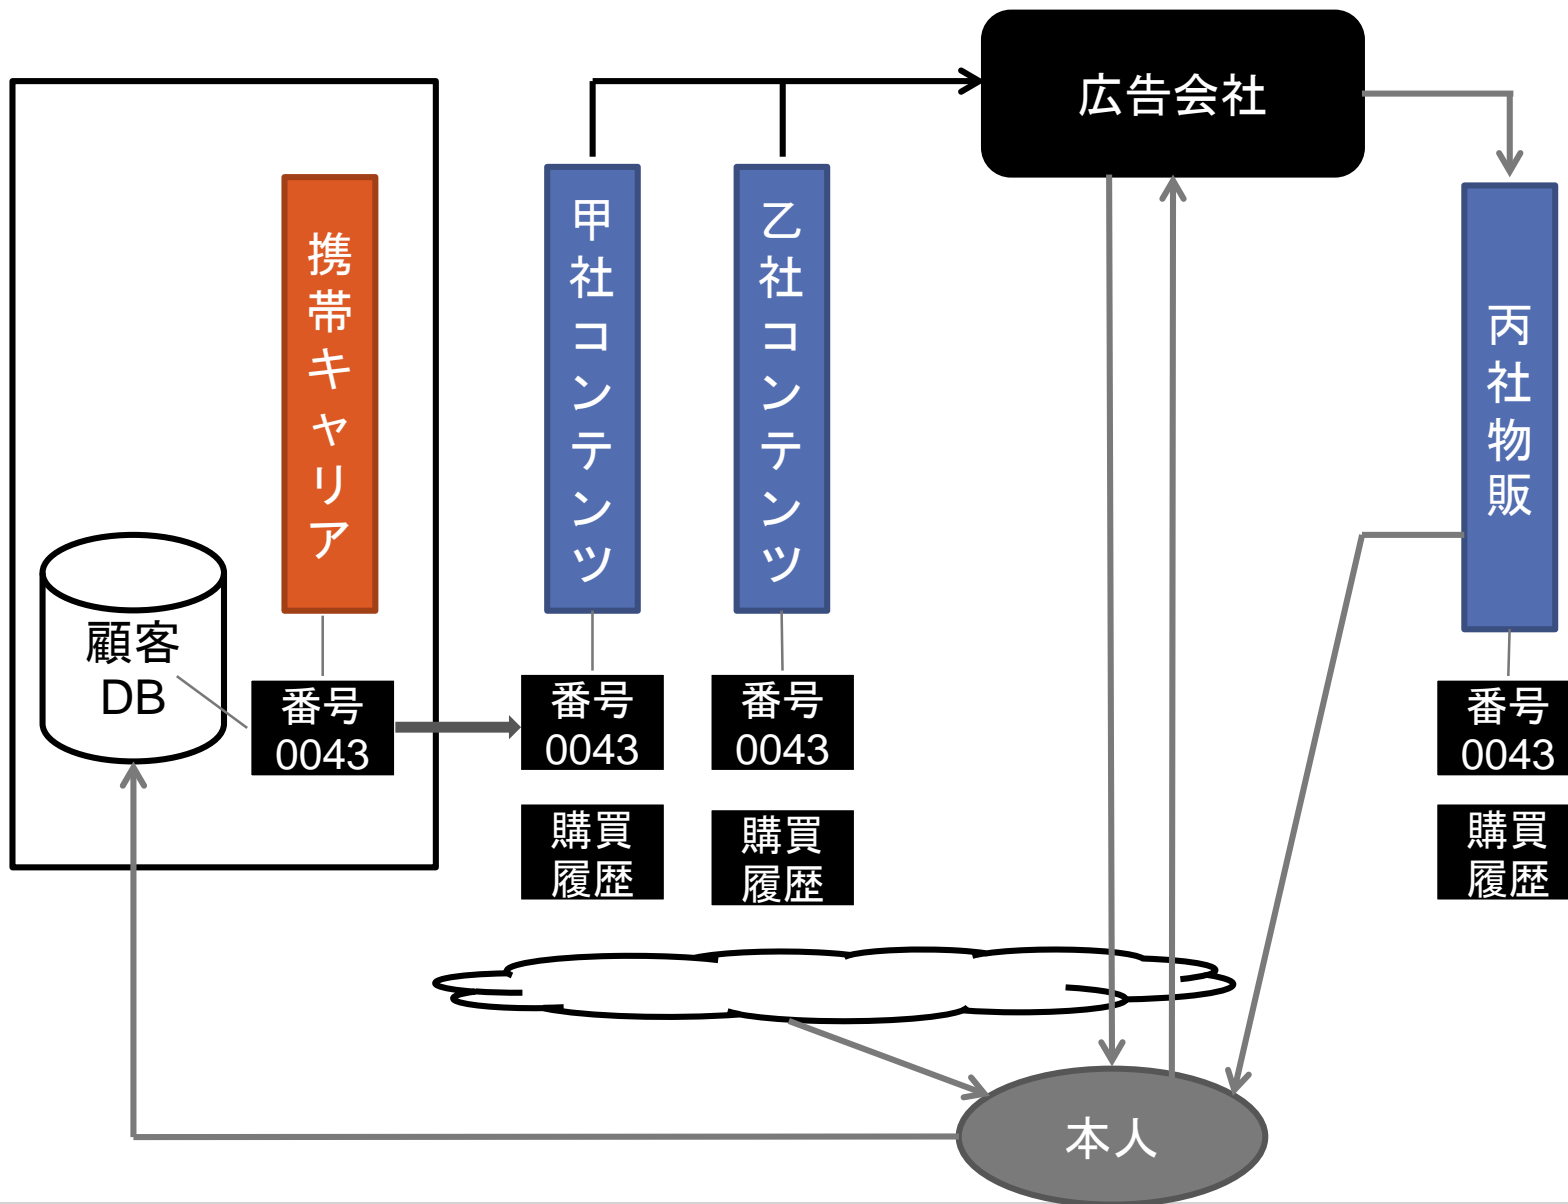 広告会社
携帯キャリア
甲社コンテンツ
乙社コンテンツ
丙社物販
顧客
DB
番号
0043
番号
0043
番号
0043
番号
0043
購買
履歴
購買
履歴
購買
履歴
本人